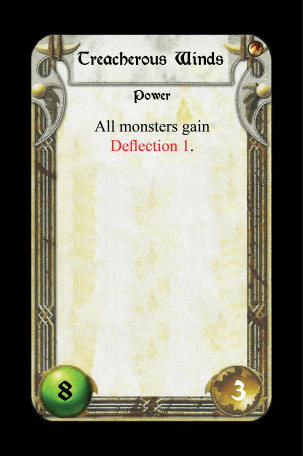 Treacherous Winds
Power
All monsters gain
Deflection 1.
8
3